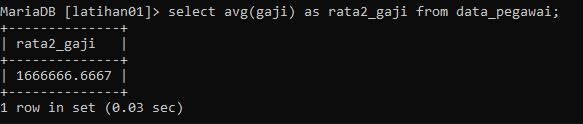 MariaDB [latihan01]> select avg(gaji) as rata2_gaji from data_pegawai;
+--------------+
| rata2_gaji   |
+--------------+
| 1666666.6667 |
+--------------+
1 row in set (0.03 sec)